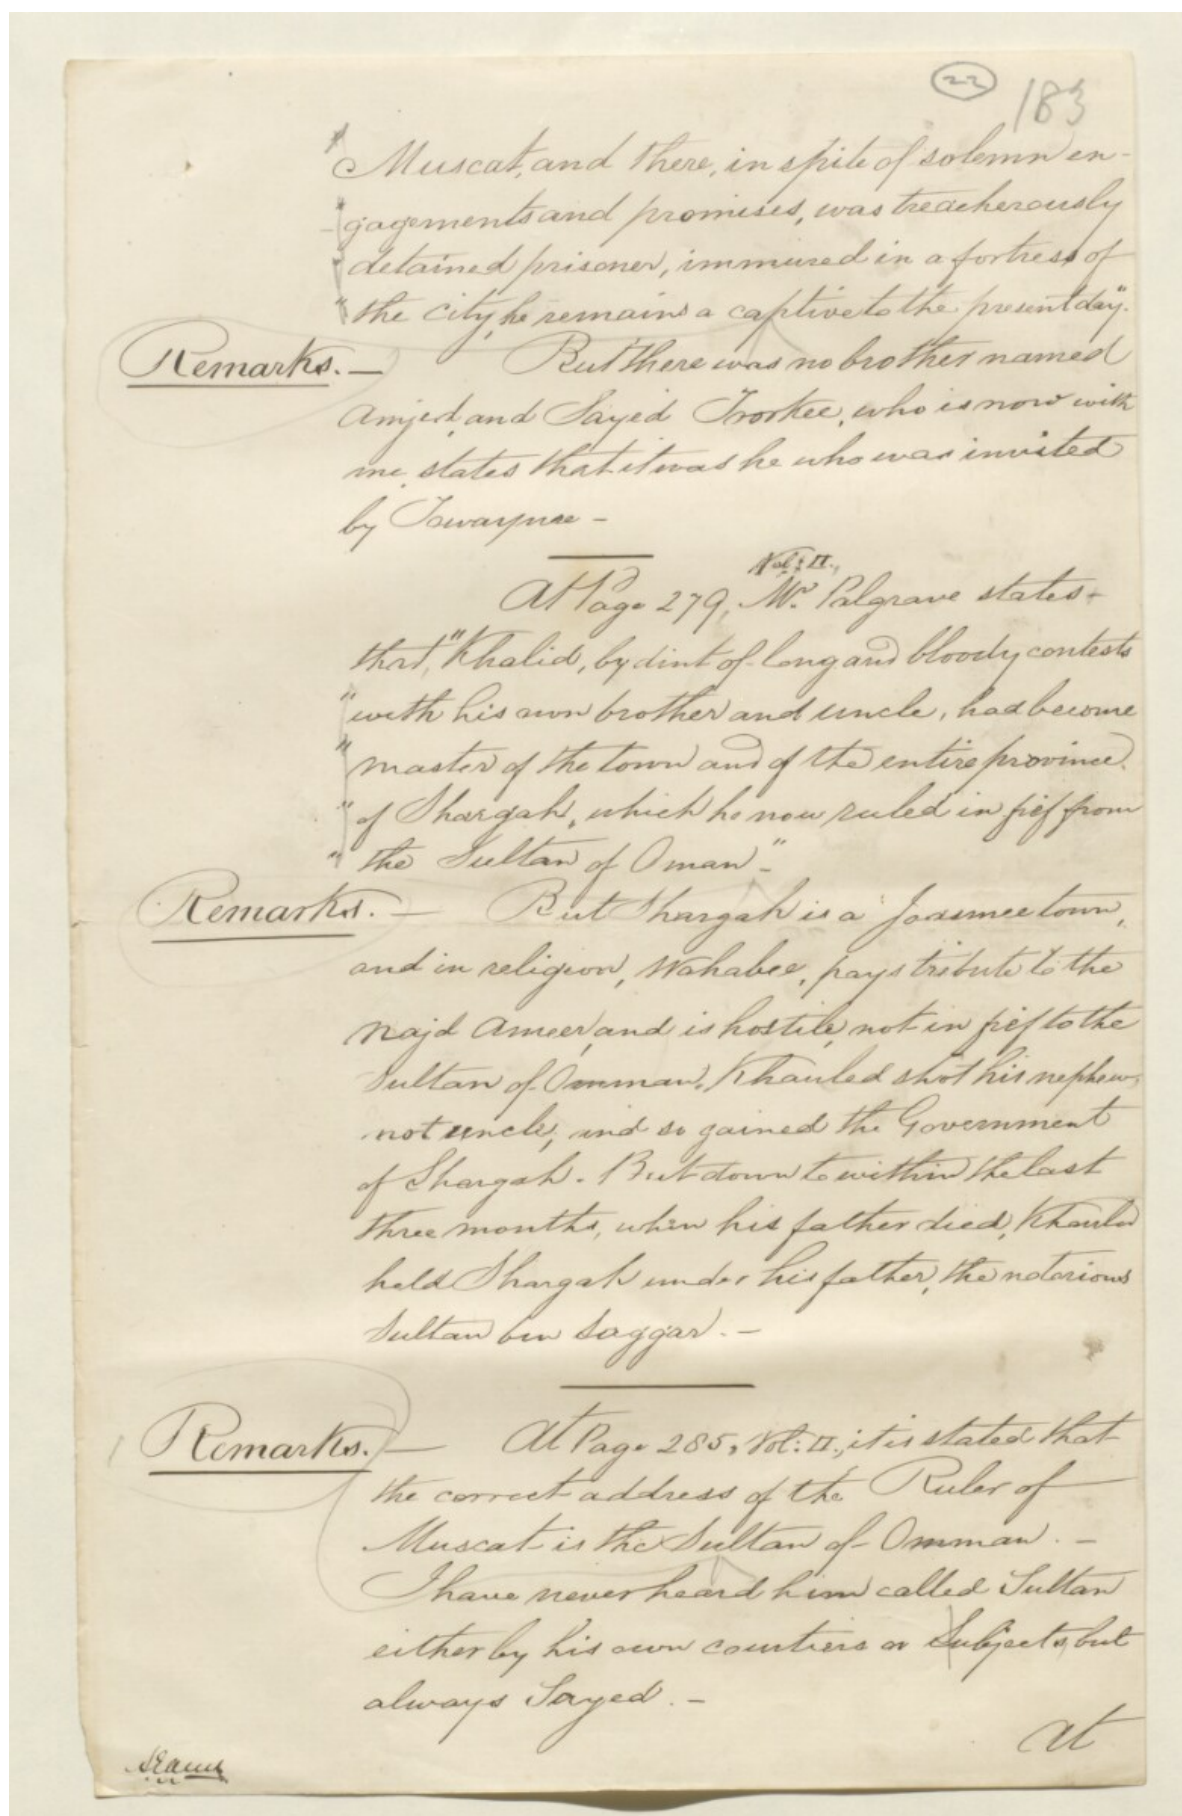 22
183
" Muscat, and there, in spite of solemn en-
" gagements and promises, was treacherously
" detained prisoner, immured in a fortress of
" the city, he remains a captive to the present day".
Remarks. — But there was no brother named
Amjed, and Sayed Toorkee, who is now with
me, states that it was he who was invited
by Towaynee -
Vol: II.,
At Page 279, Mr. Palgrave states -
that, "Khalid, by dint of long and bloody contests
" with his own brother and uncle, had become
" master of the town and of the entire province
" of Shargah, which he now ruled in fief from
" the Sultan of Oman" -
Remarks. — But Shargah is a Joasmee town,
and in religion, Wahabee, pays tribute to the
Najd Ameer, and is hostile, not in fief to the
Sultan of Omman. Khauled shot his nephew,
not uncle, and so gained the Government
of Shargah. But down to within the last
three months, when his father died, Khauled
held Shargah under his father, the notorious
Sultan bin Saggar. -
Remarks. — At Page 285, Vol: II., it is stated that
the correct address of the Ruler of
Muscat is the Sultan of Omman. -
I have never heard him called Sultan
either by his own courtiers or Subjects, but
always Sayed. -
At